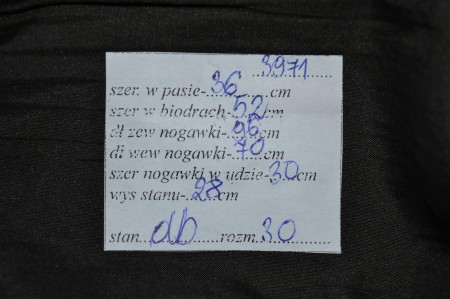 3971
szer. w pasie-36cm
szer w biodrach-52cm
dł zew nogawki-96cm
dł wew nogawki-70cm
szer nogawki w udzie-30cm
wys stanu-28cm
stan db rozm. 30